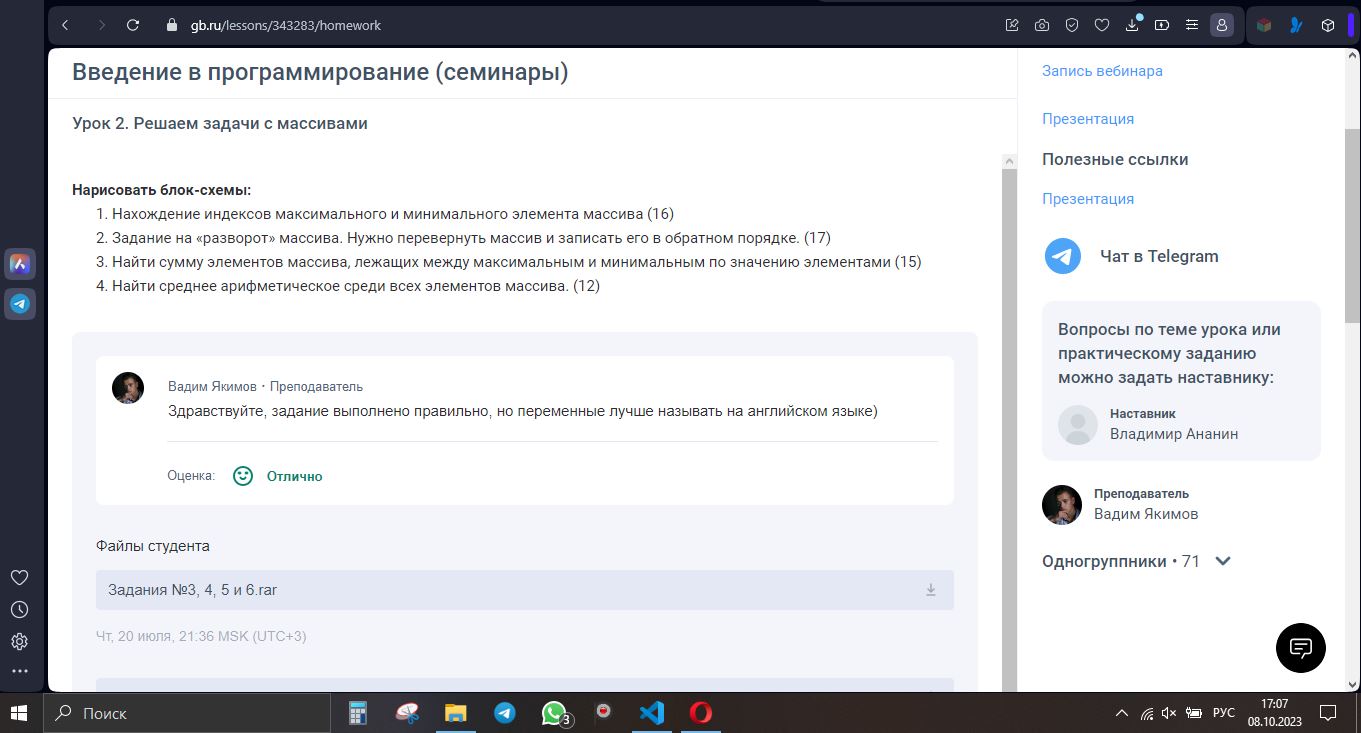 gb.ru/lessons/343283/homework
Введение в программирование (семинары)
Урок 2. Решаем задачи с массивами
Нарисовать блок-схемы:
1. Нахождение индексов максимального и минимального элемента массива (16)
2. Задание на «разворот» массива. Нужно перевернуть массив и записать его в обратном порядке. (17)
3. Найти сумму элементов массива, лежащих между максимальным и минимальным по значению элементами (15)
4. Найти среднее арифметическое среди всех элементов массива. (12)
Вадим Якимов · Преподаватель
Здравствуйте, задание выполнено правильно, но переменные лучше называть на английском языке)
Оценка: Отлично
Файлы студента
Задания №3, 4, 5 и 6.rar
Чт, 20 июля, 21:36 MSK (UTC+3)
Запись вебинара
Презентация
Полезные ссылки
Презентация
Чат в Telegram
Вопросы по теме урока или
практическому заданию
можно задать наставнику:
Наставник
Владимир Ананин
Преподаватель
Вадим Якимов
Одногруппники · 71
Поиск
3
РУС
17:07
08.10.2023